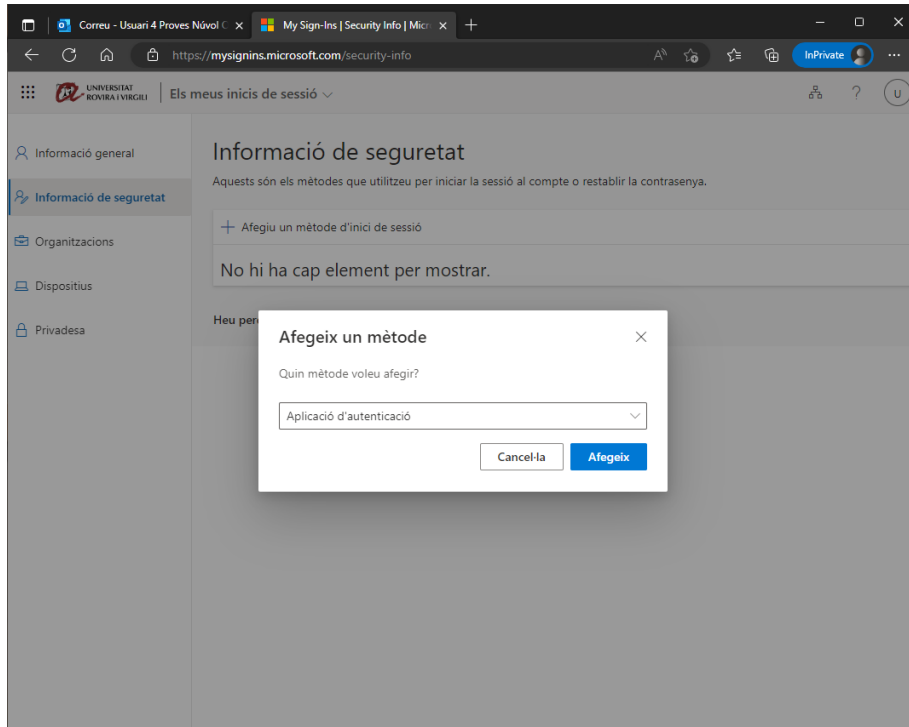 Correu - Usuari 4 Proves Núvol C
My Sign-Ins | Security Info | Micr
https://mysignins.microsoft.com/security-info
InPrivate
UNIVERSITAT
ROVIRA I VIRGILI
Els meus inicis de sessió
U
Informació general
Informació de seguretat
Organitzacions
Dispositius
Privadesa
Informació de seguretat
Aquests són els mètodes que utilitzeu per iniciar la sessió al compte o restablir la contrasenya.
Afegiu un mètode d'inici de sessió
No hi ha cap element per mostrar.
Heu per
Afegeix un mètode
Quin mètode voleu afegir?
Aplicació d'autenticació
Cancel·la
Afegeix